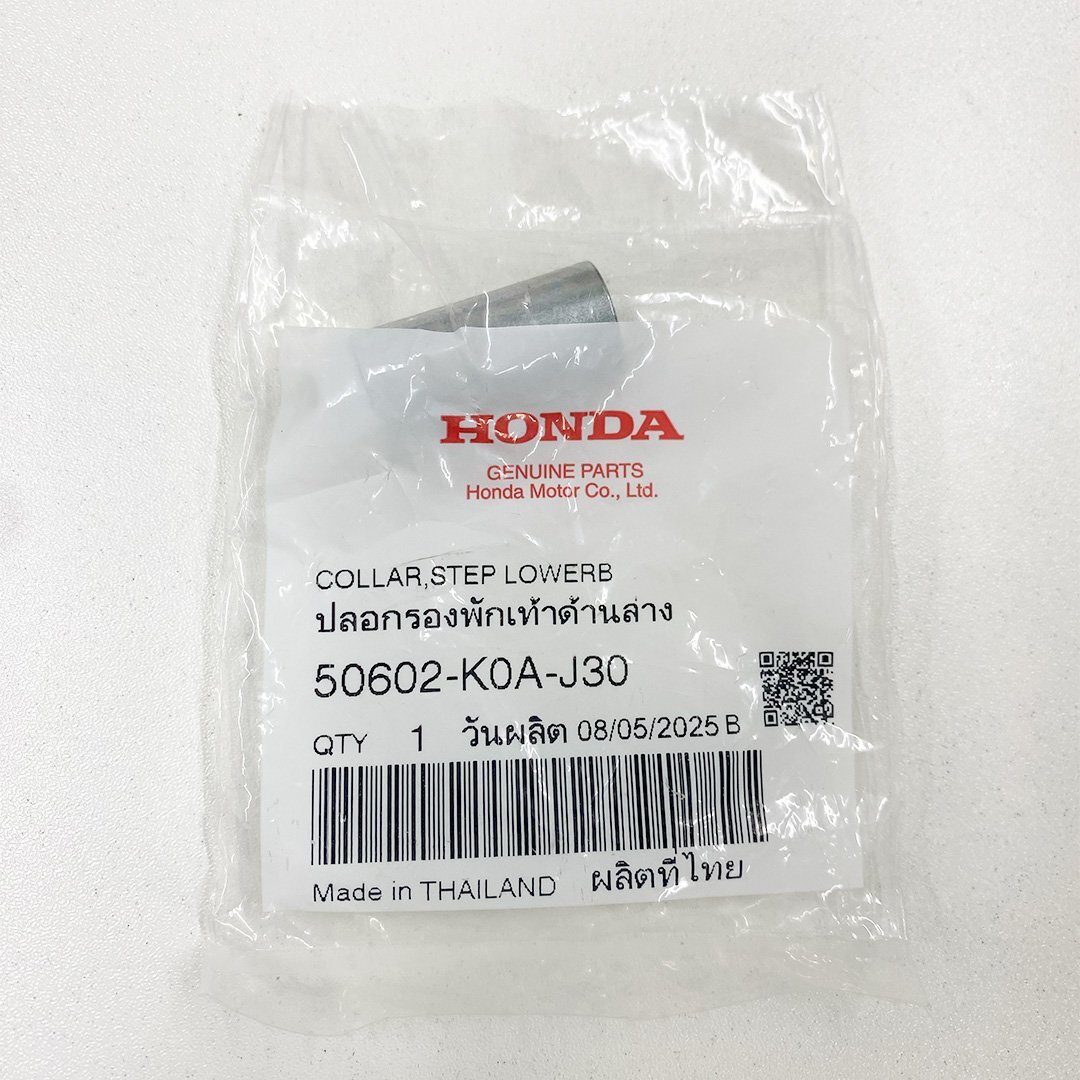 HONDA
GENUINE PARTS
Honda Motor Co., Ltd.
COLLAR,STEP LOWERB
ปลอกรองพักเท้าด้านล่าง
50602-K0A-J30
QTY 1 วันผลิต 08/05/2025 B
Made in THAILAND ผลิตที่ไทย